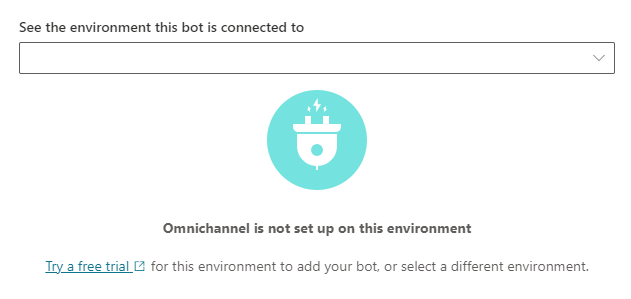 See the environment this bot is connected to
Omnichannel is not set up on this environment
Try a free trial for this environment to add your bot, or select a different environment.